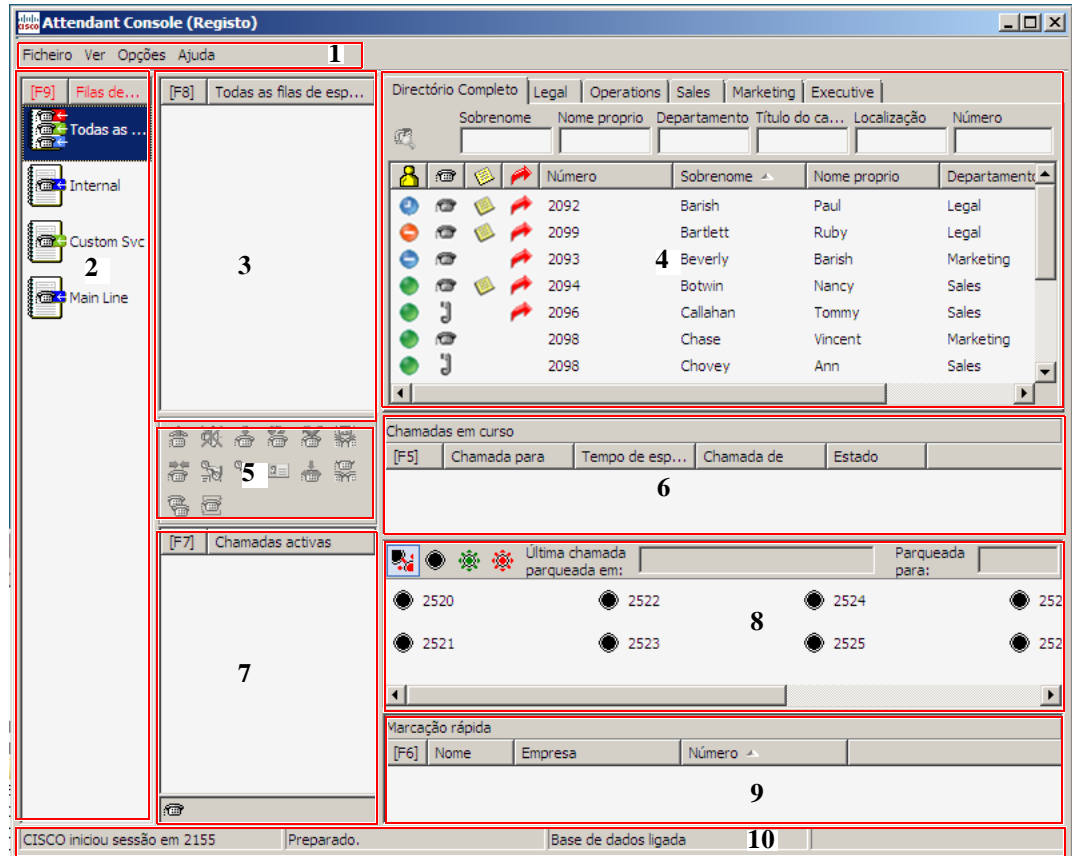 cisco Attendant Console (Registo)
Ficheiro Ver Opções Ajuda 1
[F9] Filas de...
Todas as ...
Internal
Custom Svc
2
Main Line
[F8] Todas as filas de esp...
3
Directório Completo Legal Operations Sales Marketing Executive
Sobrenome Nome proprio Departamento Título do ca... Localização Número
Número Sobrenome Nome proprio Departamento
2092 Barish Paul Legal
2099 Bartlett Ruby Legal
2093 4 Beverly Barish Marketing
2094 Botwin Nancy Sales
2096 Callahan Tommy Sales
2098 Chase Vincent Marketing
2098 Chovey Ann Sales
5
Chamadas em curso
[F5] Chamada para Tempo de esp... Chamada de Estado
6
[F7] Chamadas activas
7
Última chamada parqueada em: Parqueada para:
2520 2522 2524 252
8
2521 2523 2525 252
Marcação rápida
[F6] Nome Empresa Número
9
CISCO iniciou sessão em 2155 Preparado. Base de dados ligada 10